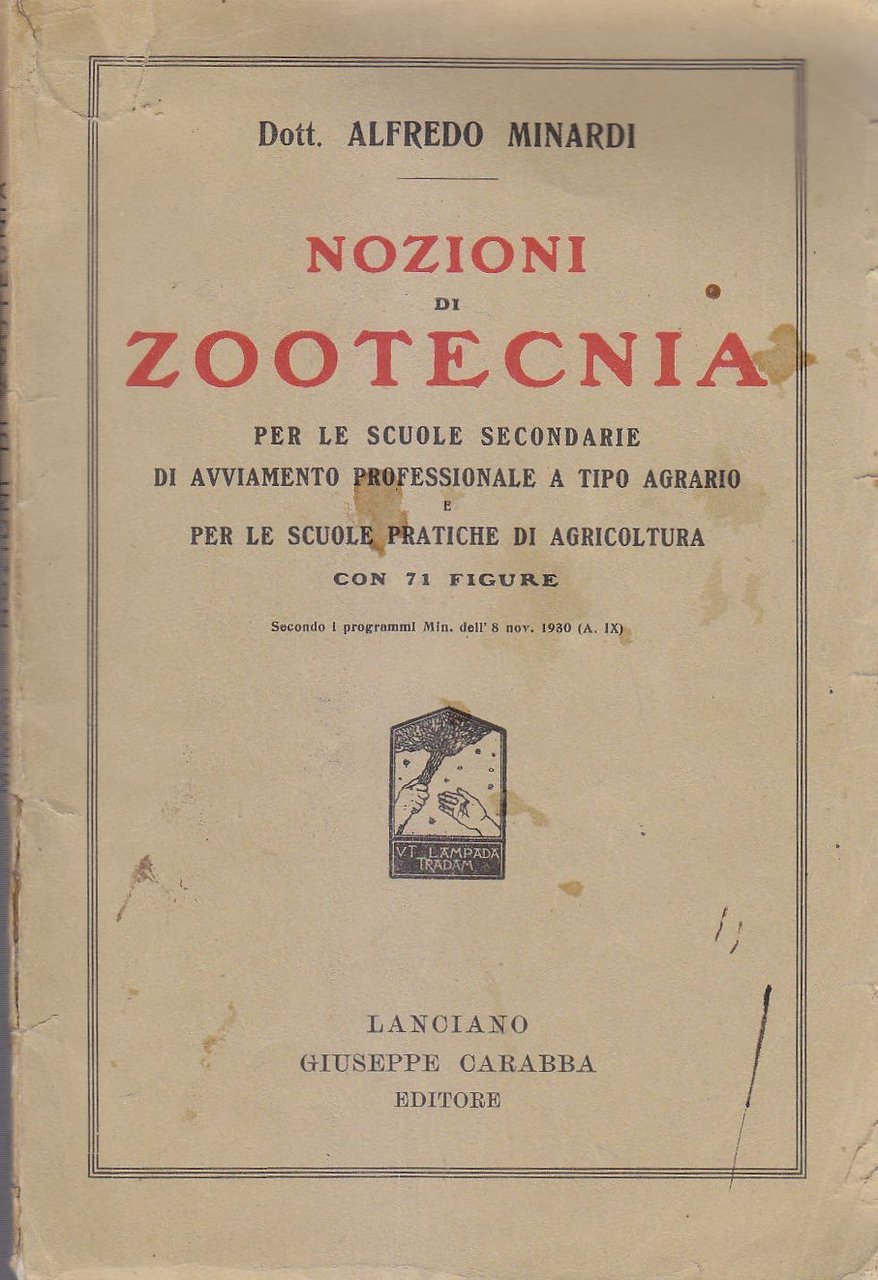 Dott. ALFREDO MINARDI
NOZIONI
DI
ZOOTECNIA
PER LE SCUOLE SECONDARIE
DI AVVIAMENTO PROFESSIONALE A TIPO AGRARIO
E
PER LE SCUOLE PRATICHE DI AGRICOLTURA
CON 71 FIGURE
Secondo i programmi Min. dell' 8 nov. 1930 (A. IX)
VT LAMPADA
TRADAM
LANCIANO
GIUSEPPE CARABBA
EDITORE